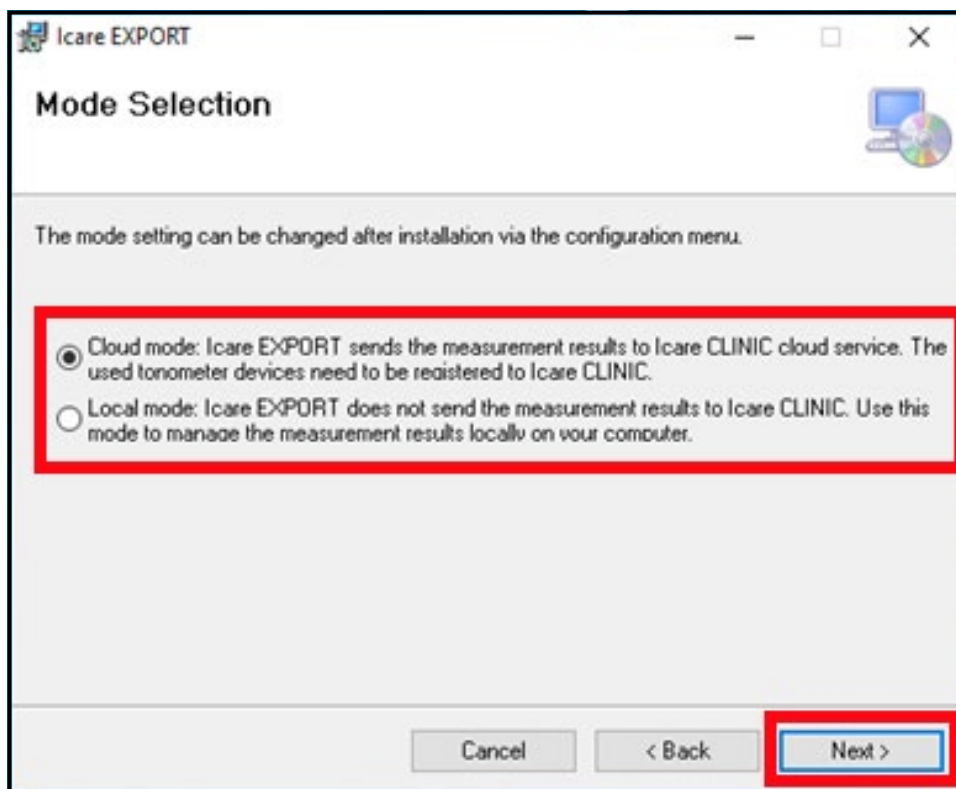 Icare EXPORT
Mode Selection
The mode setting can be changed after installation via the configuration menu.
Cloud mode: Icare EXPORT sends the measurement results to Icare CLINIC cloud service. The
used tonometer devices need to be registered to Icare CLINIC.
Local mode: Icare EXPORT does not send the measurement results to Icare CLINIC. Use this
mode to manage the measurement results locally on your computer.
Cancel
< Back
Next >